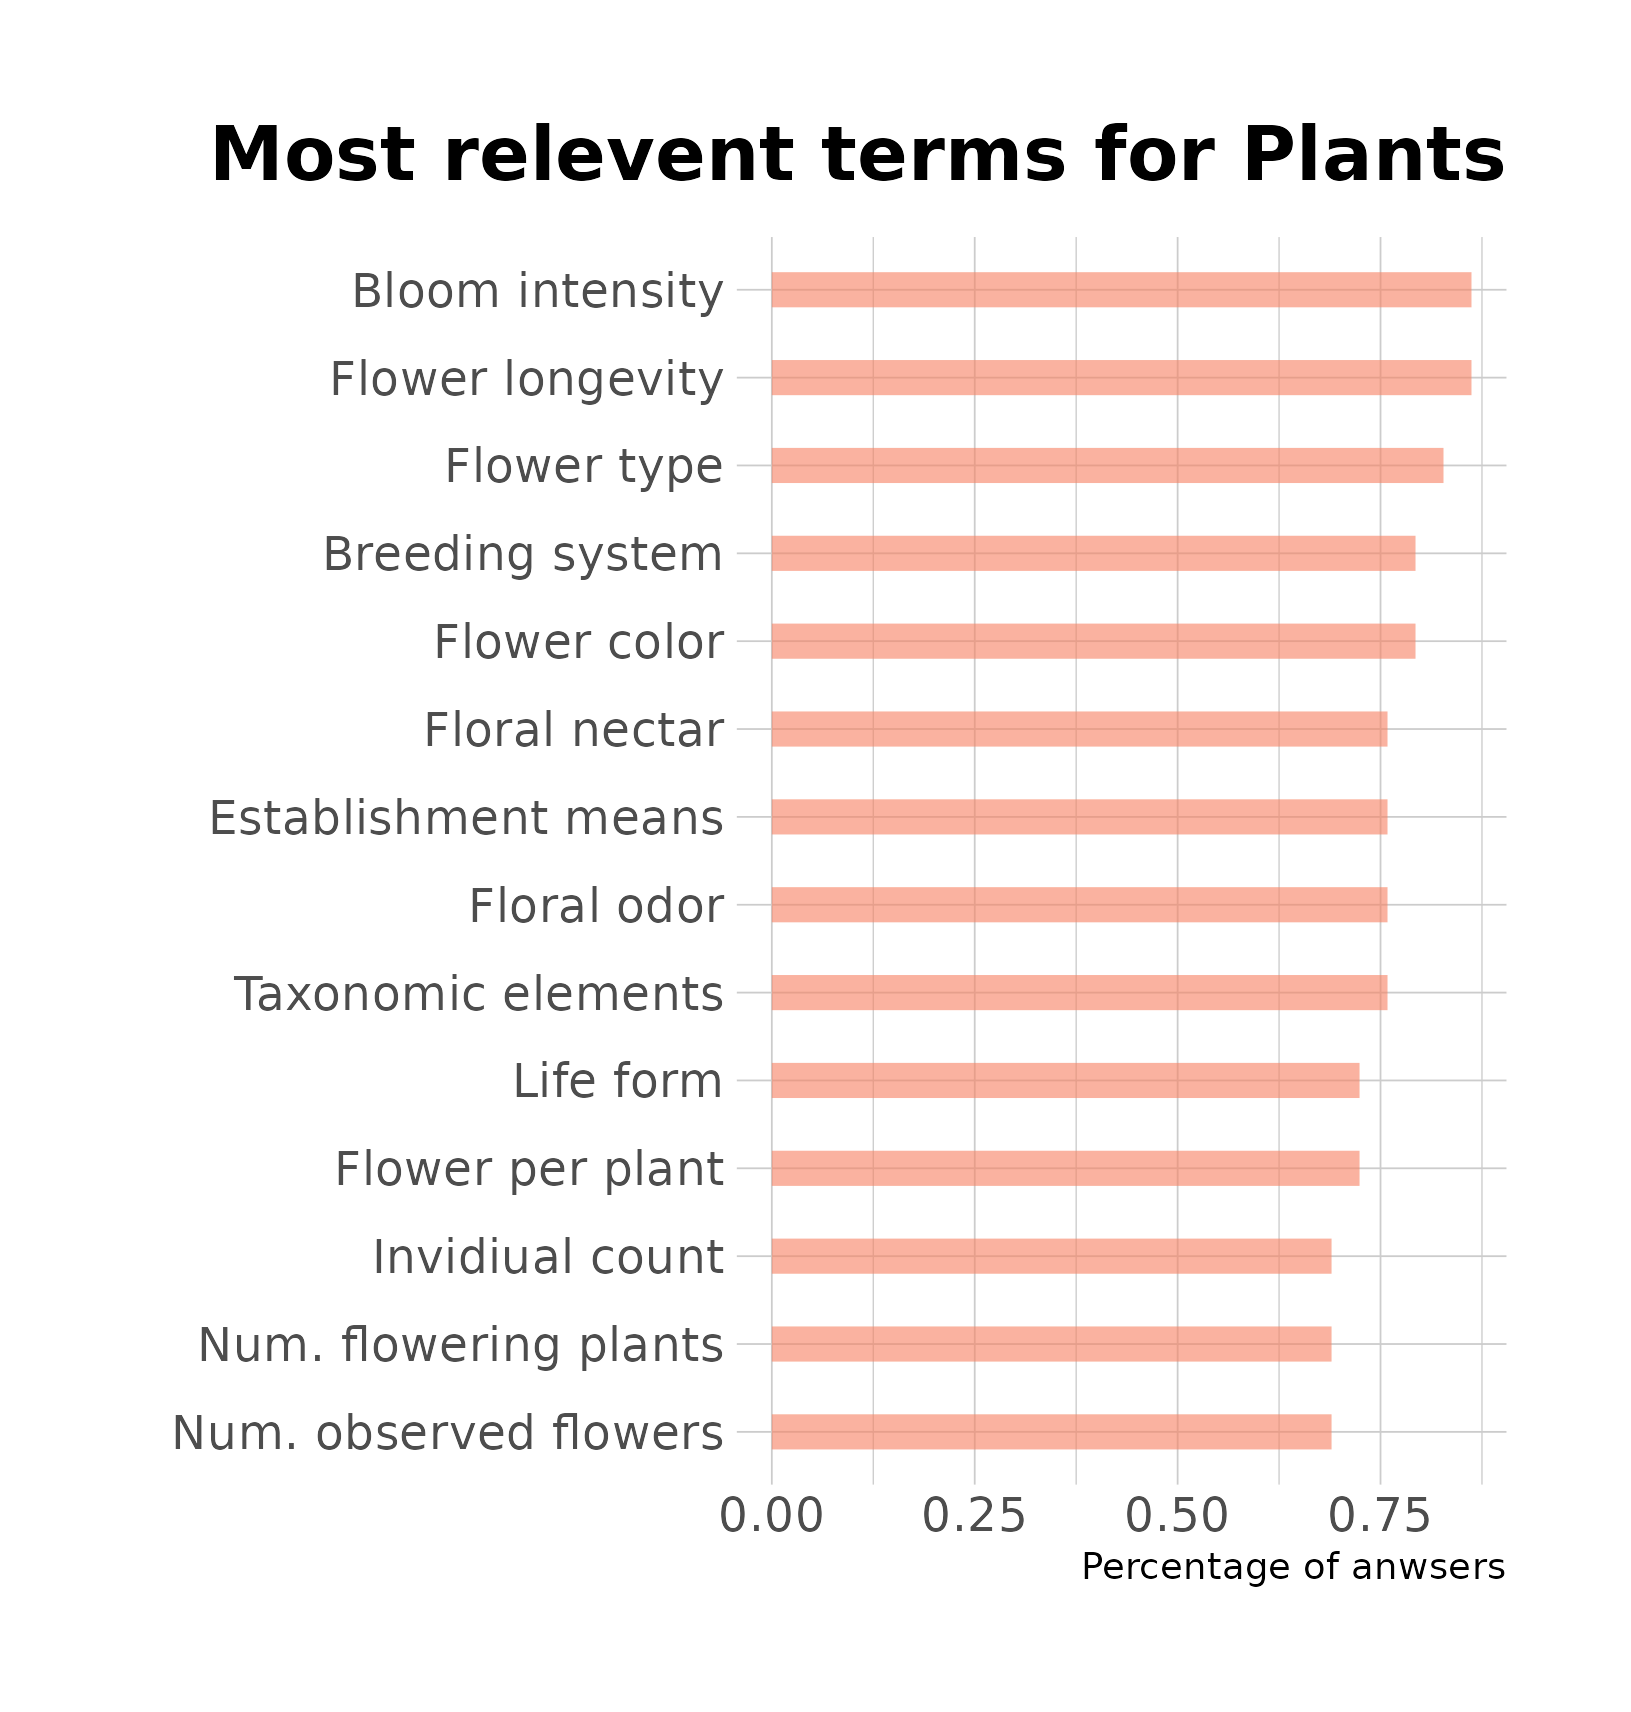 Most relevent terms for Plants
Bloom intensity
Flower longevity
Flower type
Breeding system
Flower color
Floral nectar
Establishment means
Floral odor
Taxonomic elements
Life form
Flower per plant
Invidiual count
Num. flowering plants
Num. observed flowers
0.00 0.25 0.50 0.75
Percentage of anwsers